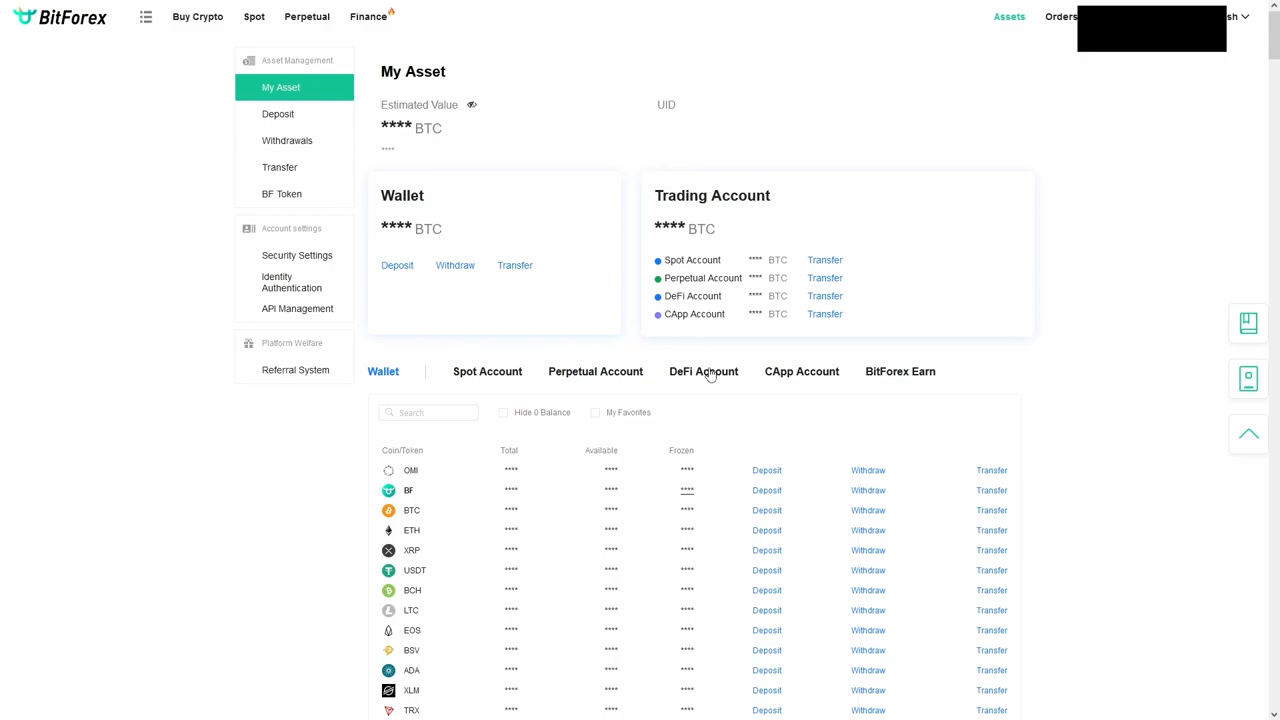 BitForex Buy Crypto Spot Perpetual Finance Assets Orders sh
Asset Management
My Asset
Deposit
Withdrawals
Transfer
BF Token
Account settings
Security Settings
Identity
Authentication
API Management
Platform Welfare
Referral System
My Asset
Estimated Value UID
**** BTC
****
Wallet
**** BTC
Deposit Withdraw Transfer
Trading Account
**** BTC
Spot Account **** BTC Transfer
Perpetual Account **** BTC Transfer
DeFi Account **** BTC Transfer
CApp Account **** BTC Transfer
Wallet Spot Account Perpetual Account DeFi Account CApp Account BitForex Earn
Search Hide 0 Balance My Favorites
Coin/Token Total Available Frozen
OMI **** **** **** Deposit Withdraw Transfer
BF **** **** **** Deposit Withdraw Transfer
BTC **** **** **** Deposit Withdraw Transfer
ETH **** **** **** Deposit Withdraw Transfer
XRP **** **** **** Deposit Withdraw Transfer
USDT **** **** **** Deposit Withdraw Transfer
BCH **** **** **** Deposit Withdraw Transfer
LTC **** **** **** Deposit Withdraw Transfer
EOS **** **** **** Deposit Withdraw Transfer
BSV **** **** **** Deposit Withdraw Transfer
ADA **** **** **** Deposit Withdraw Transfer
XLM **** **** **** Deposit Withdraw Transfer
TRX **** **** **** Deposit Withdraw Transfer